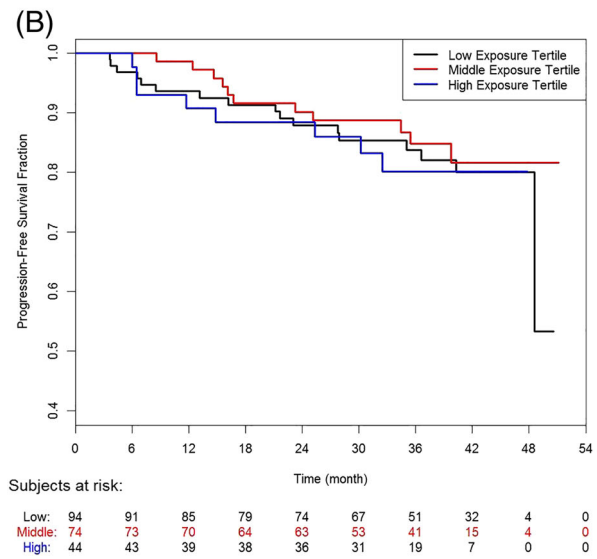 (B)
Low Exposure Tertile
Middle Exposure Tertile
High Exposure Tertile
Progression-Free Survival Fraction
1.0
0.9
0.8
0.7
0.6
0.5
0.4
0 6 12 18 24 30 36 42 48 54
Time (month)
Subjects at risk:
Low: 94 91 85 79 74 67 51 32 4 0
Middle: 74 73 70 64 63 53 41 15 4 0
High: 44 43 39 38 36 31 19 7 0 0